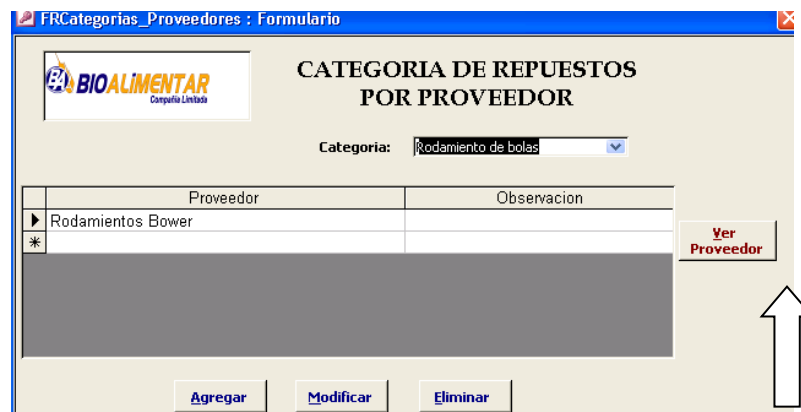 FRCategorias_Proveedores : Formulario
BIOALiMENTAR
Compañia Limitada
CATEGORIA DE REPUESTOS
POR PROVEEDOR
Categoria: Rodamiento de bolas
Proveedor Observacion
Rodamientos Bower
Ver
Proveedor
Agregar Modificar Eliminar